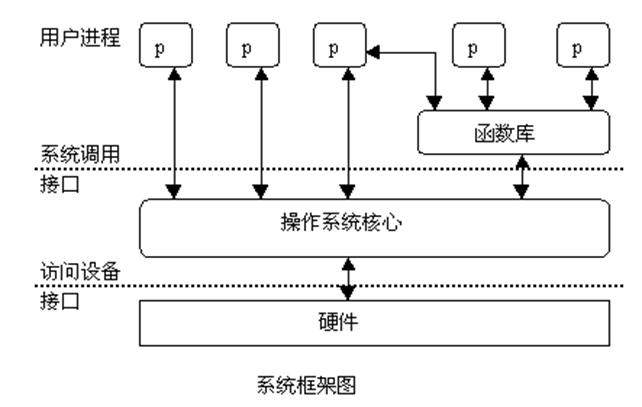 用户进程
p p p p p
函数库
系统调用
接口
操作系统核心
访问设备
接口
硬件
系统框架图